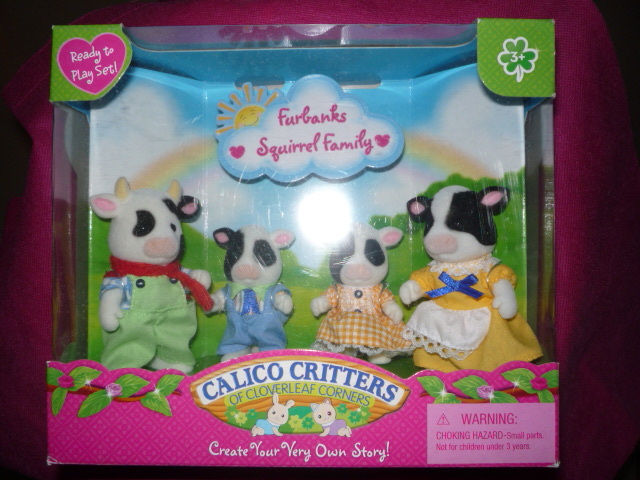 Ready to
Play Set!
3+
Furbanks
Squirrel Family
CALICO CRITTERS
OF CLOVERLEAF CORNERS
Create Your Very Own Story!
WARNING:
CHOKING HAZARD-Small parts.
Not for children under 3 years.